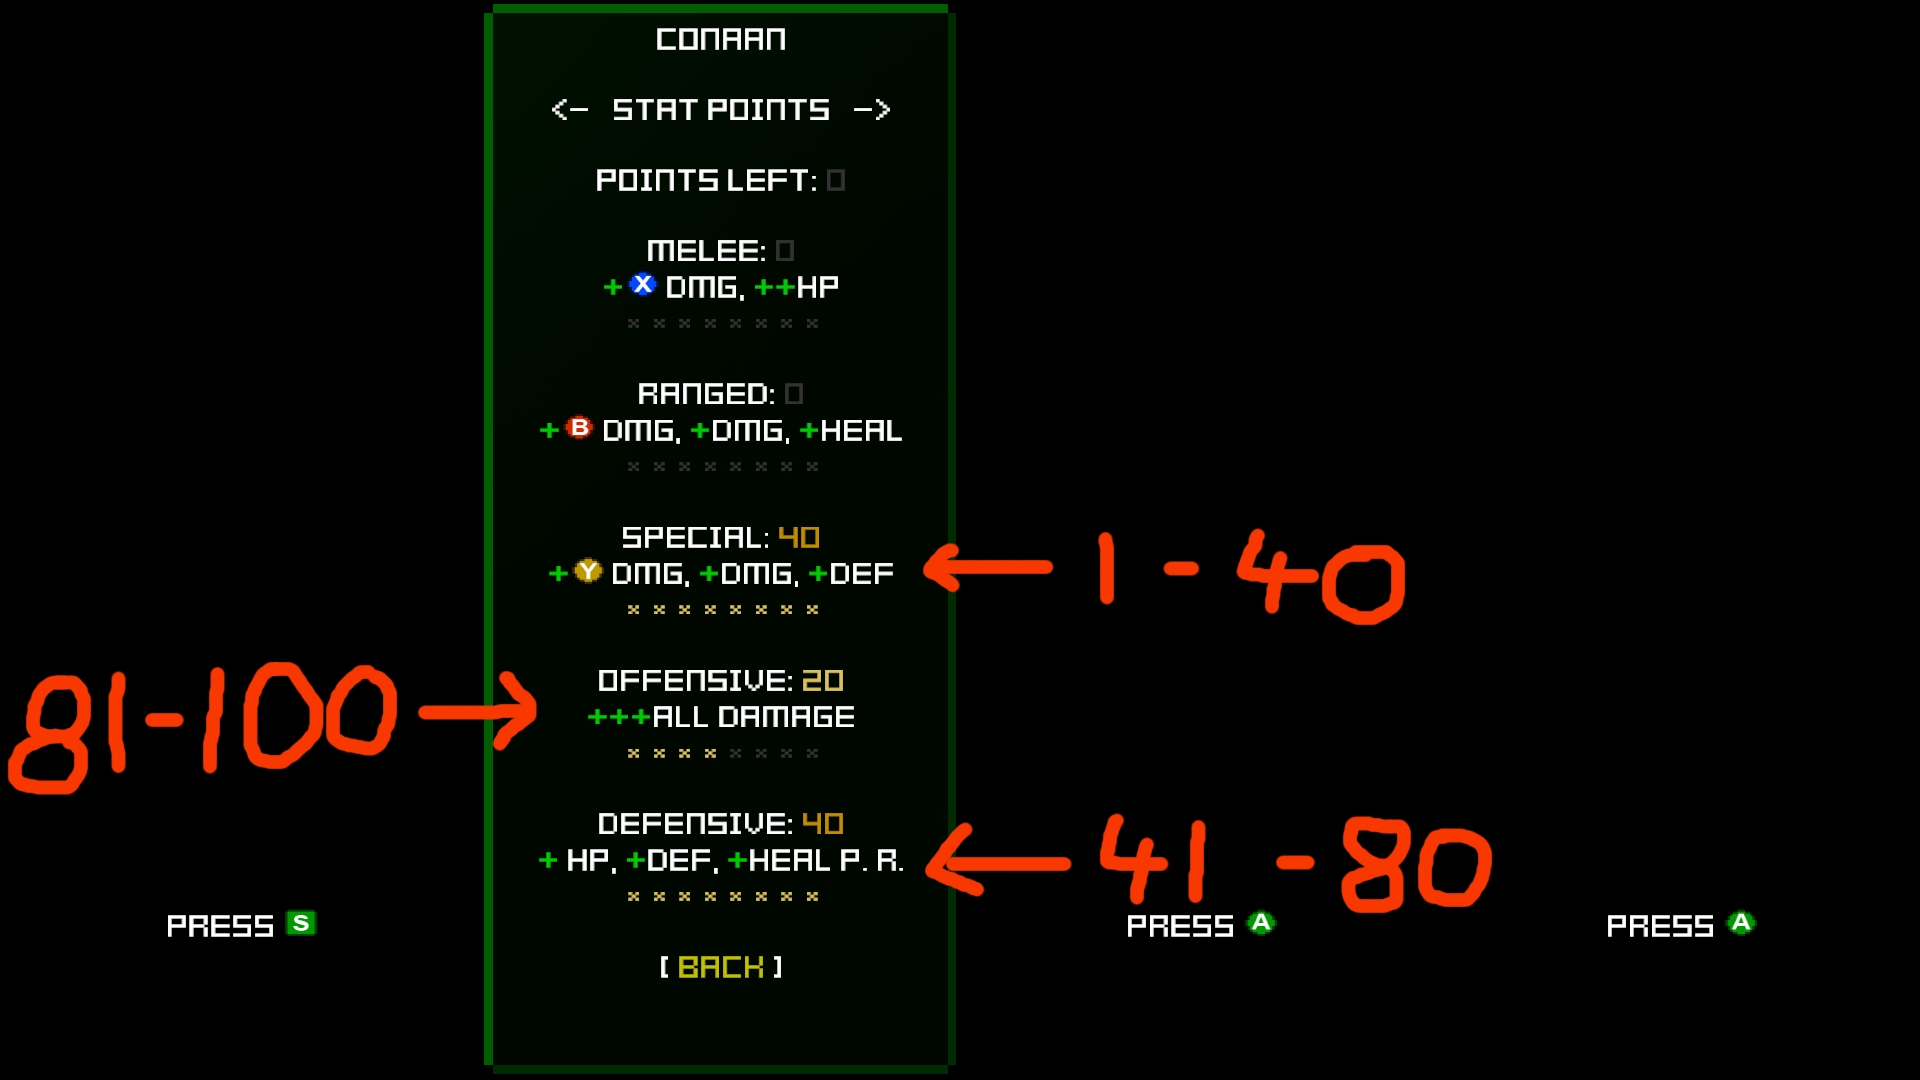 CONAAN
<- STAT POINTS ->
POINTS LEFT: 0
MELEE: 0
+ X DMG, ++HP
× × × × × × × ×
RANGED: 0
+ B DMG, +DMG, +HEAL
× × × × × × × ×
SPECIAL: 40
+ Y DMG, +DMG, +DEF
1 - 40
× × × × × × × ×
OFFENSIVE: 20
81-100
+++ALL DAMAGE
× × × × × × × ×
DEFENSIVE: 40
+ HP, +DEF, +HEAL P. R.
41 - 80
× × × × × × × ×
PRESS S
PRESS A
PRESS A
[ BACK ]